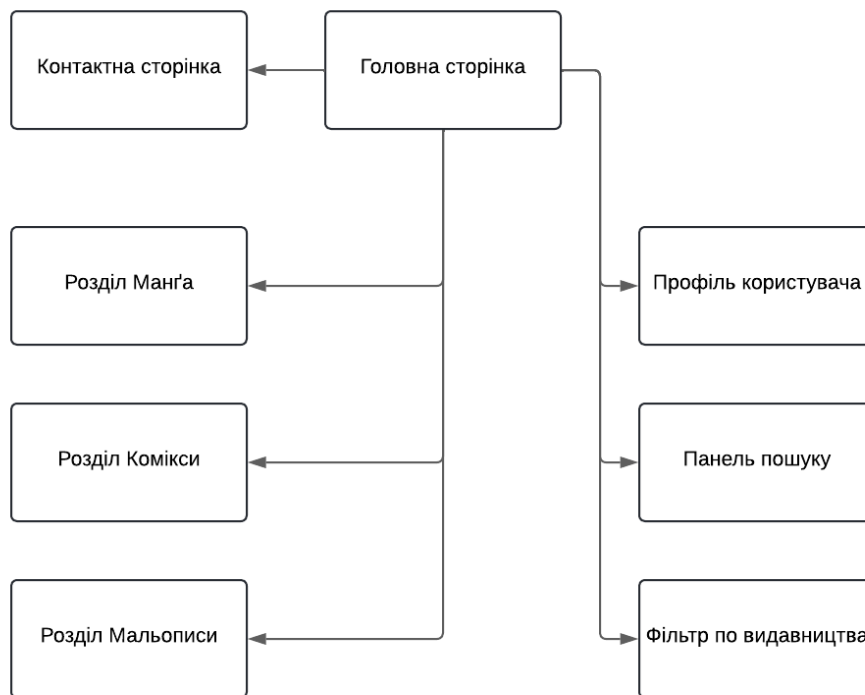 Контактна сторінка
Головна сторінка
Розділ Манґа
Профіль користувача
Розділ Комікси
Панель пошуку
Розділ Мальописи
Фільтр по видавництва